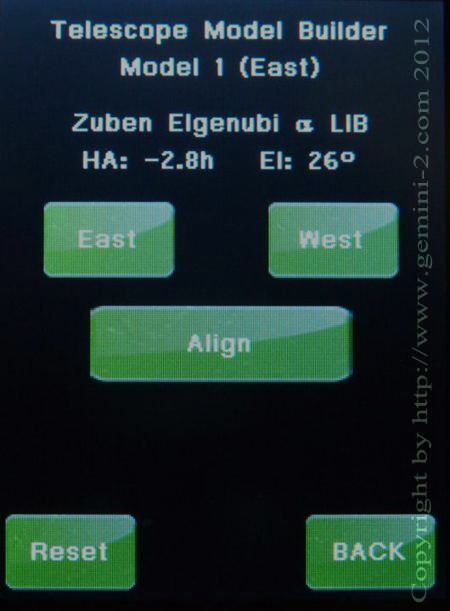 Telescope Model Builder
Model 1 (East)
Zuben Elgenubi α LIB
HA: -2.8h El: 26º
East West
Align
Reset BACK
Copyright by http://www.gemini-2.com 2012